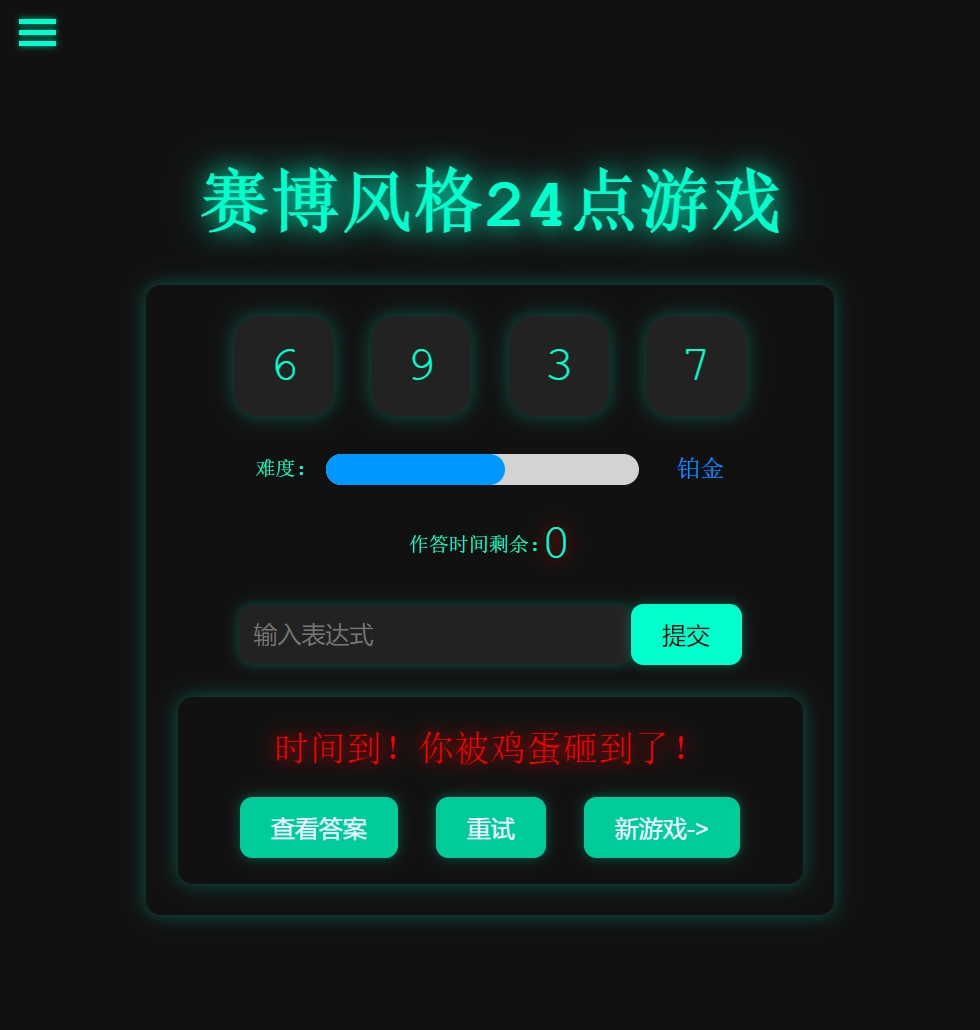 赛博风格24点游戏
6 9 3 7
难度： 铂金
作答时间剩余：0
输入表达式 提交
时间到！你被鸡蛋砸到了！
查看答案 重试 新游戏->